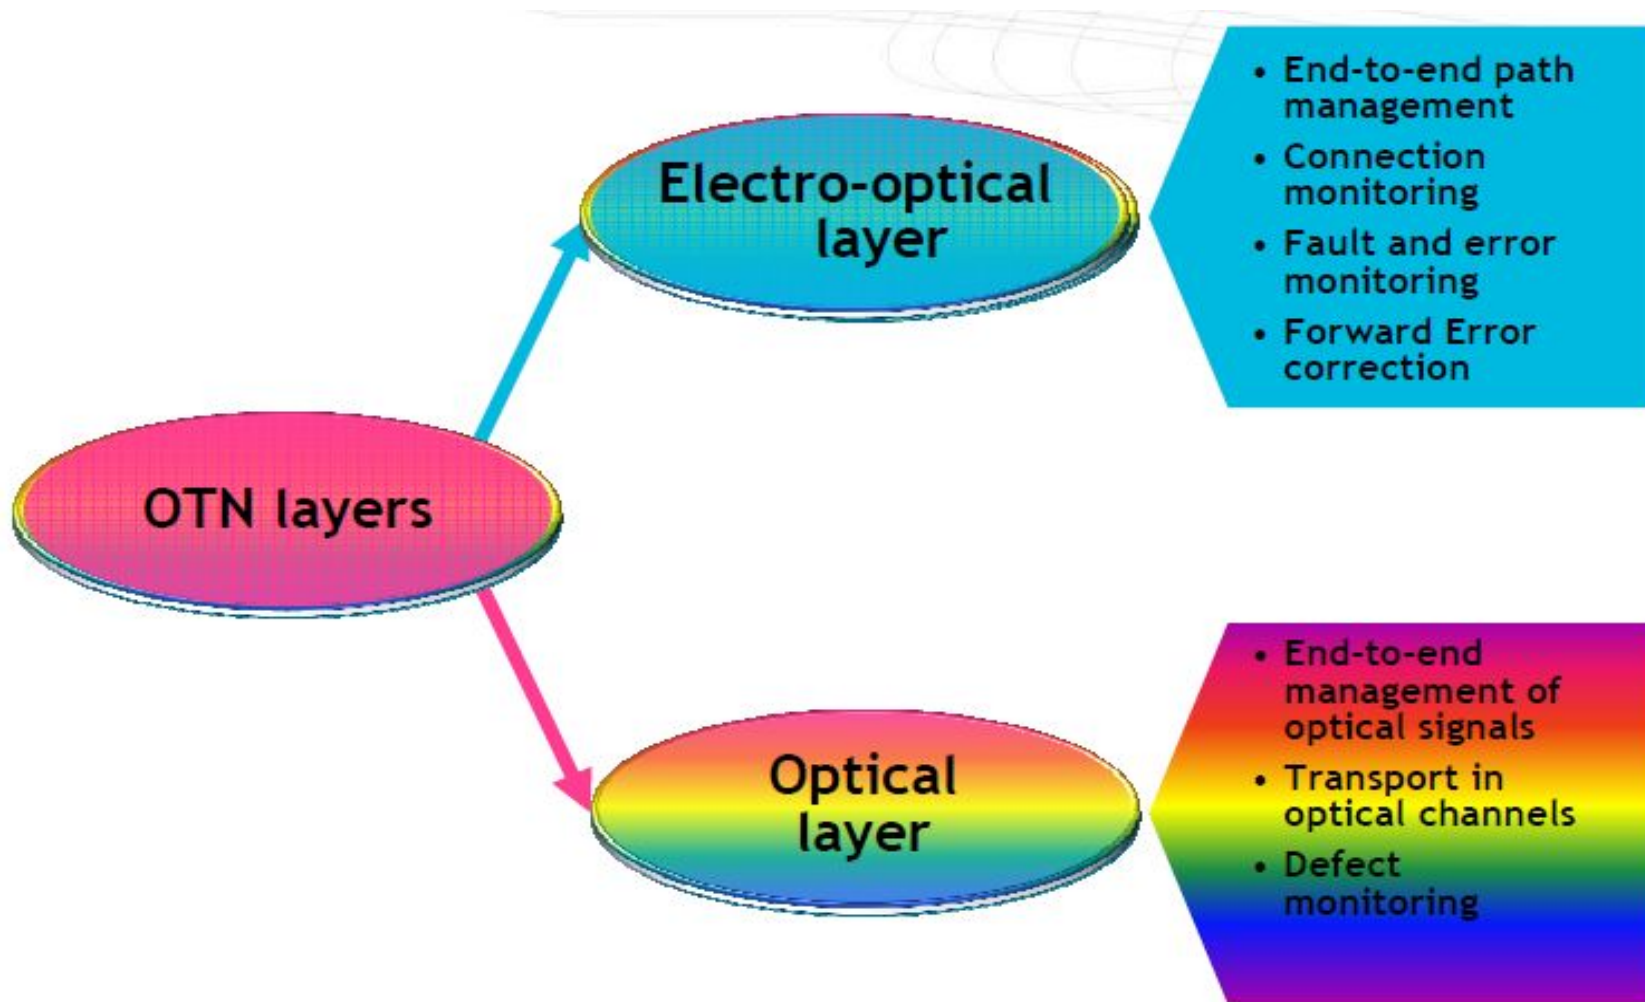 • End-to-end path
management
• Connection
monitoring
• Fault and error
monitoring
• Forward Error
correction
Electro-optical
layer
OTN layers
Optical
layer
• End-to-end
management of
optical signals
• Transport in
optical channels
• Defect
monitoring